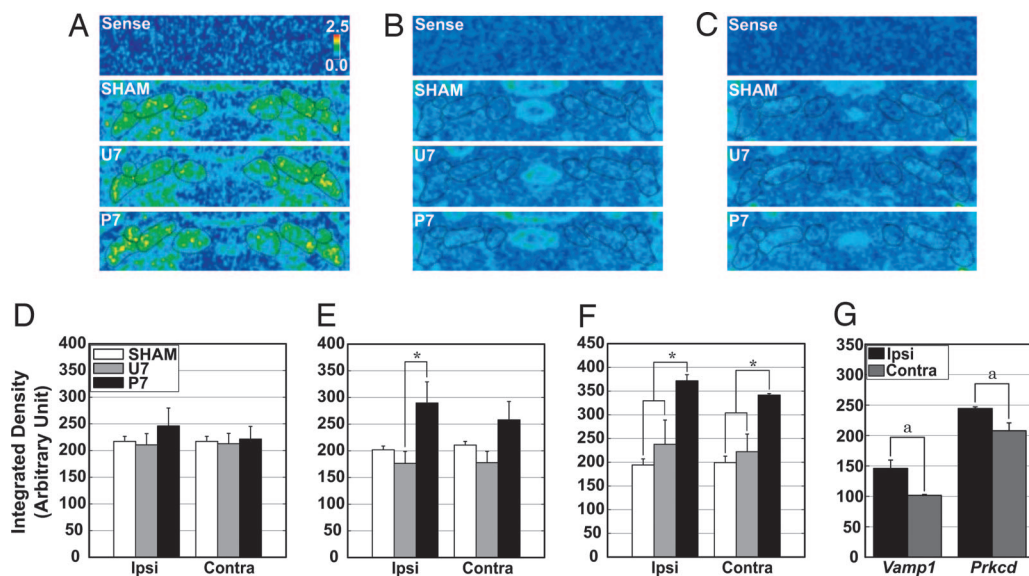 A
B
C
Sense
2.5
0.0
Sense
Sense
SHAM
SHAM
SHAM
U7
U7
U7
P7
P7
P7
D
E
F
G
Integrated Density
(Arbitrary Unit)
400
350
300
250
200
150
100
50
0
SHAM
U7
P7
Ipsi Contra
400
350
300
250
200
150
100
50
0
*
Ipsi Contra
450
400
350
300
250
200
150
100
50
0
*
*
Ipsi Contra
350
300
250
200
150
100
50
0
Ipsi
Contra
a
a
Vamp1 Prkcd